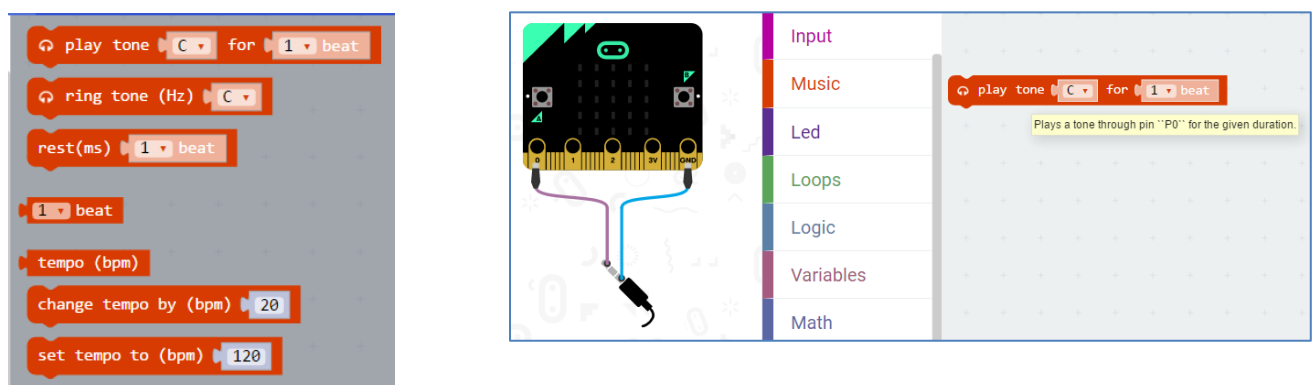 play tone C for 1 beat
ring tone (Hz) C
rest(ms) 1 beat
1 beat
tempo (bpm)
change tempo by (bpm) 20
set tempo to (bpm) 120
B
A
0 1 2 3V GND
Input
Music
Led
Loops
Logic
Variables
Math
play tone C for 1 beat
Plays a tone through pin ``P0`` for the given duration.